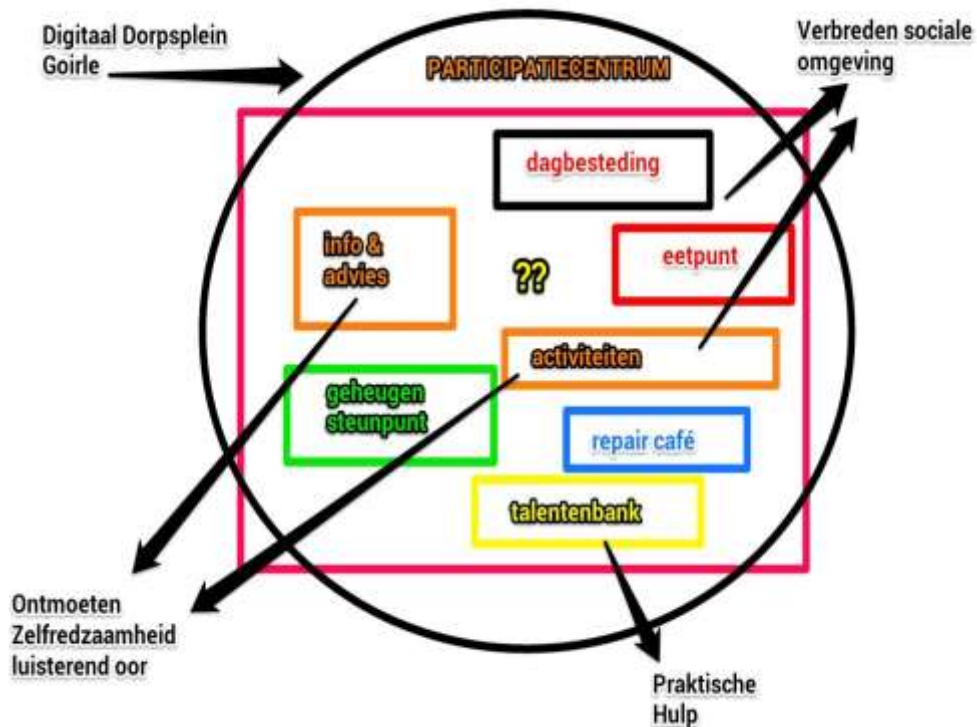 Digitaal Dorpsplein
Goirle
Verbreden sociale
omgeving
PARTICIPATIECENTRUM
dagbesteding
info &
advies
??
eetpunt
activiteiten
geheugen
steunpunt
repair café
talentenbank
Ontmoeten
Zelfredzaamheid
luisterend oor
Praktische
Hulp